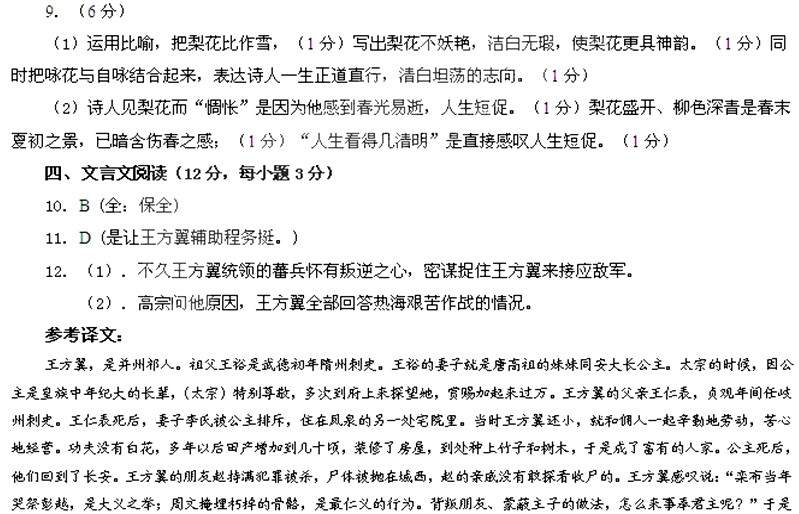 9. （6分）
（1）运用比喻，把梨花比作雪，（1分）写出梨花不妖艳，洁白无瑕，使梨花更具神韵。（1分）同
时把咏花与自咏结合起来，表达诗人一生正道直行，清白坦荡的志向。（1分）
（2）诗人见梨花而“惆怅”是因为他感到春光易逝，人生短促。（1分）梨花盛开、柳色深青是春末
夏初之景，已暗含伤春之感；（1分）“人生看得几清明”是直接感叹人生短促。（1分）
四、文言文阅读（12分，每小题3分）
10. B（全：保全）
11. D（是让王方翼辅助程务挺。）
12. （1）．不久王方翼统领的蕃兵怀有叛逆之心，密谋捉住王方翼来接应敌军。
（2）．高宗问他原因，王方翼全部回答热海艰苦作战的情况。
参考译文：
王方翼，是并州祁人。祖父王裕是武德初年隋州刺史。王裕的妻子就是唐高祖的妹妹同安大长公主。太宗的时候，因公
主是皇族中年纪大的长辈，（太宗）特别尊敬，多次到府上来探望她，赏赐加起来过万。王方翼的父亲王仁表，贞观年间任岐
州刺史。王仁表死后，妻子李氏被公主排斥，住在凤泉的另一处宅院里。当时王方翼还小，就和佣人一起辛勤地劳动，苦心
地经营。功夫没有白花，多年以后田产增加到几十顷，装修了房屋，到处种上竹子和树木，于是成了富有的人家。公主死后，
他们回到了长安。王方翼的朋友赵持满犯罪被杀，尸体被抛在城西，赵的亲戚没有敢探看收尸的。王方翼感叹说：“栾布当年
哭祭彭越，是大义之举；周文掩埋朽掉的骨骼，是最仁义的行为。背叛朋友、蒙蔽主子的做法，怎么来事奉君主呢？”于是